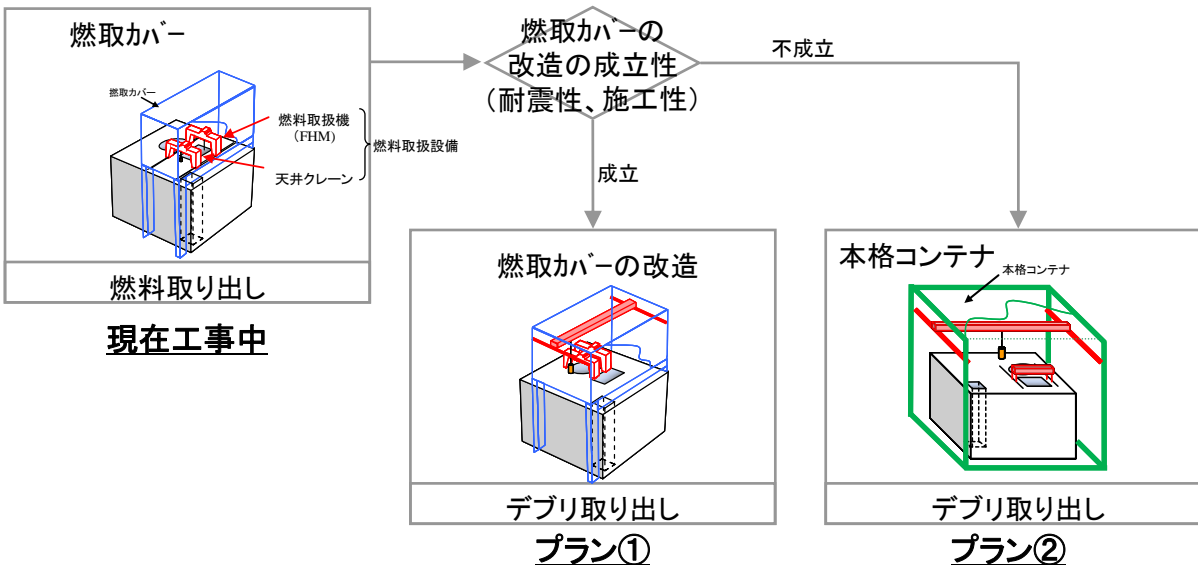 燃取ｶﾊﾞｰ
燃取カバー
燃料取扱機
（FHM）
燃料取扱設備
天井クレーン
燃料取り出し
現在工事中
燃取ｶﾊﾞｰの
改造の成立性
（耐震性、施工性）
不成立
成立
燃取ｶﾊﾞｰの改造
デブリ取り出し
プラン①
本格コンテナ
本格コンテナ
デブリ取り出し
プラン②